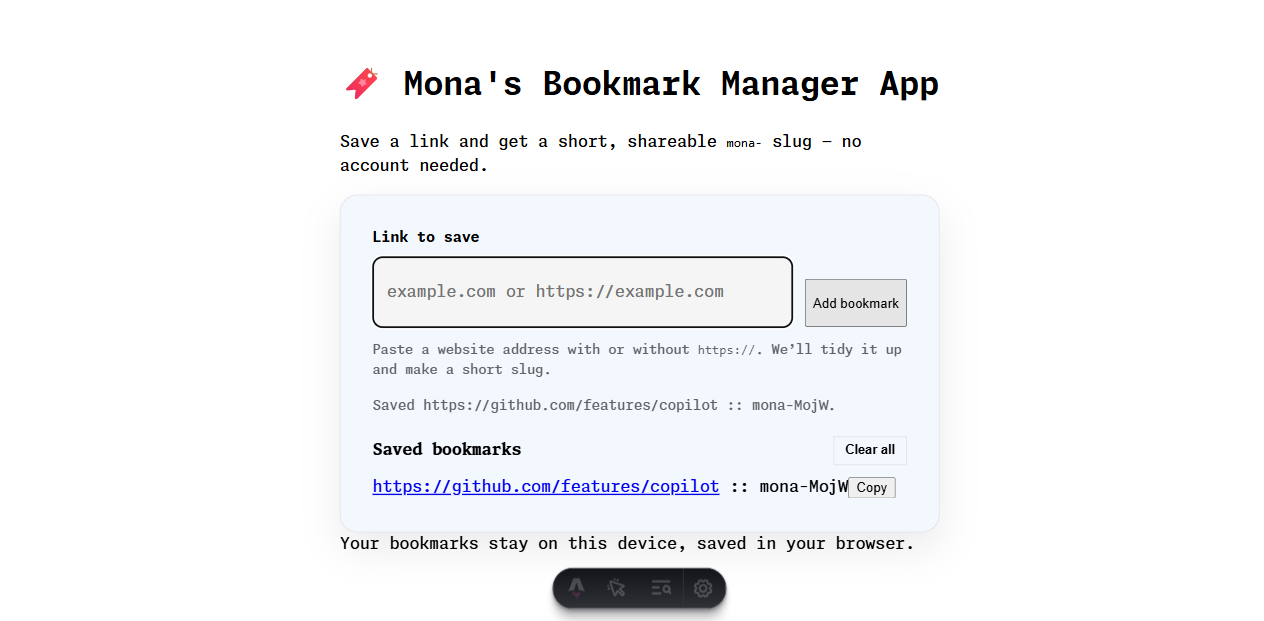 Mona's Bookmark Manager App
Save a link and get a short, shareable mona- slug — no
account needed.
Link to save
example.com or https://example.com
Add bookmark
Paste a website address with or without https://. We’ll tidy it up
and make a short slug.
Saved https://github.com/features/copilot :: mona-MojW.
Saved bookmarks
Clear all
https://github.com/features/copilot :: mona-MojW Copy
Your bookmarks stay on this device, saved in your browser.